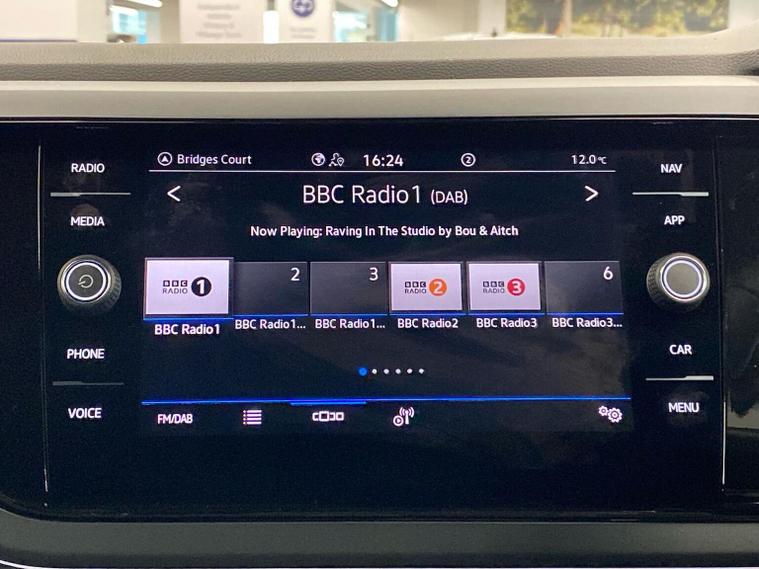 Bridges Court 16:24 2 12.0°C
RADIO
MEDIA
PHONE
VOICE
BBC Radio1 (DAB)
Now Playing: Raving In The Studio by Bou & Aitch
BBC RADIO 1
2
3
BBC RADIO 2
BBC RADIO 3
6
BBC Radio1
BBC Radio1...
BBC Radio1...
BBC Radio2
BBC Radio3
BBC Radio3...
FM/DAB
NAV
APP
CAR
MENU